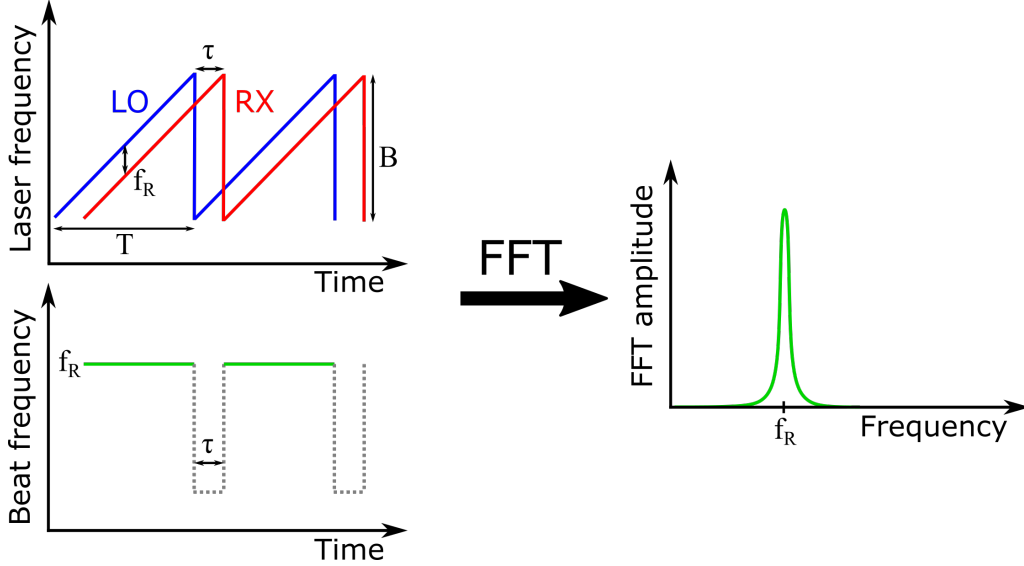 Laser frequency
τ
LO
RX
f_R
B
T
Time
Beat frequency
f_R
τ
Time
FFT
FFT amplitude
f_R
Frequency